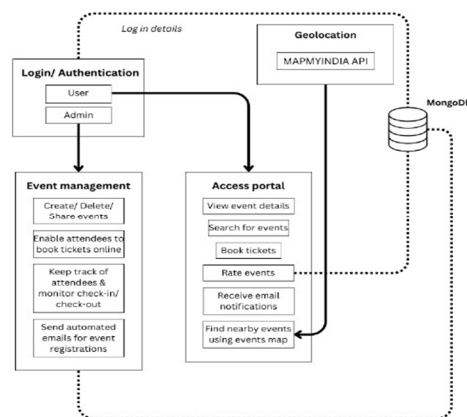 Log in details
Geolocation
MAPMYINDIA API
Login/ Authentication
User
Admin
MongoDB
Event management
Create/ Delete/
Share events
Enable attendees to
book tickets online
Keep track of
attendees &
monitor check-in/
check-out
Send automated
emails for event
registrations
Access portal
View event details
Search for events
Book tickets
Rate events
Receive email
notifications
Find nearby events
using events map